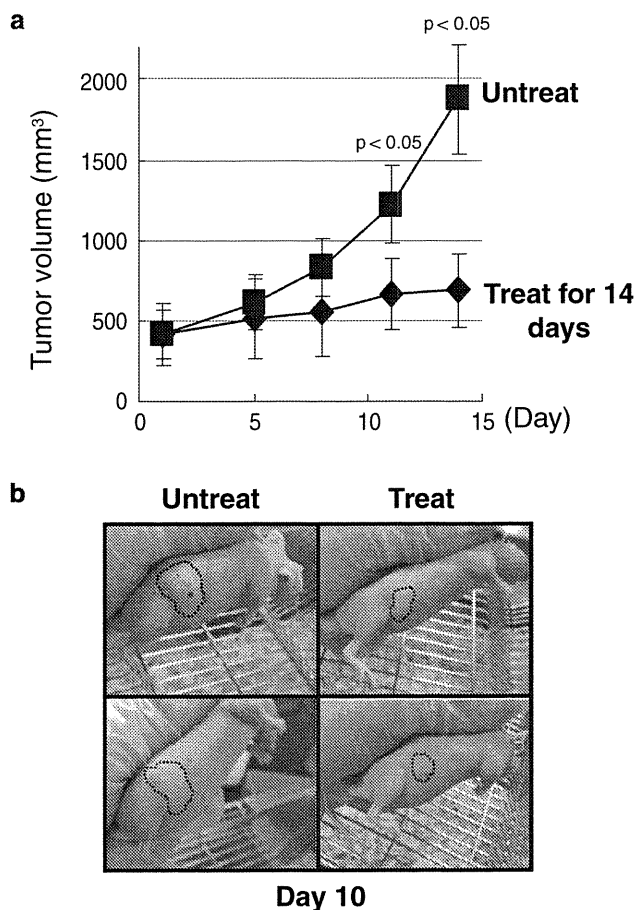 a
p < 0.05
2000
Untreat
p < 0.05
1500
1000
Tumor volume (mm³)
Treat for 14
days
500
0
0 5 10 15 (Day)
b
Untreat Treat
Day 10